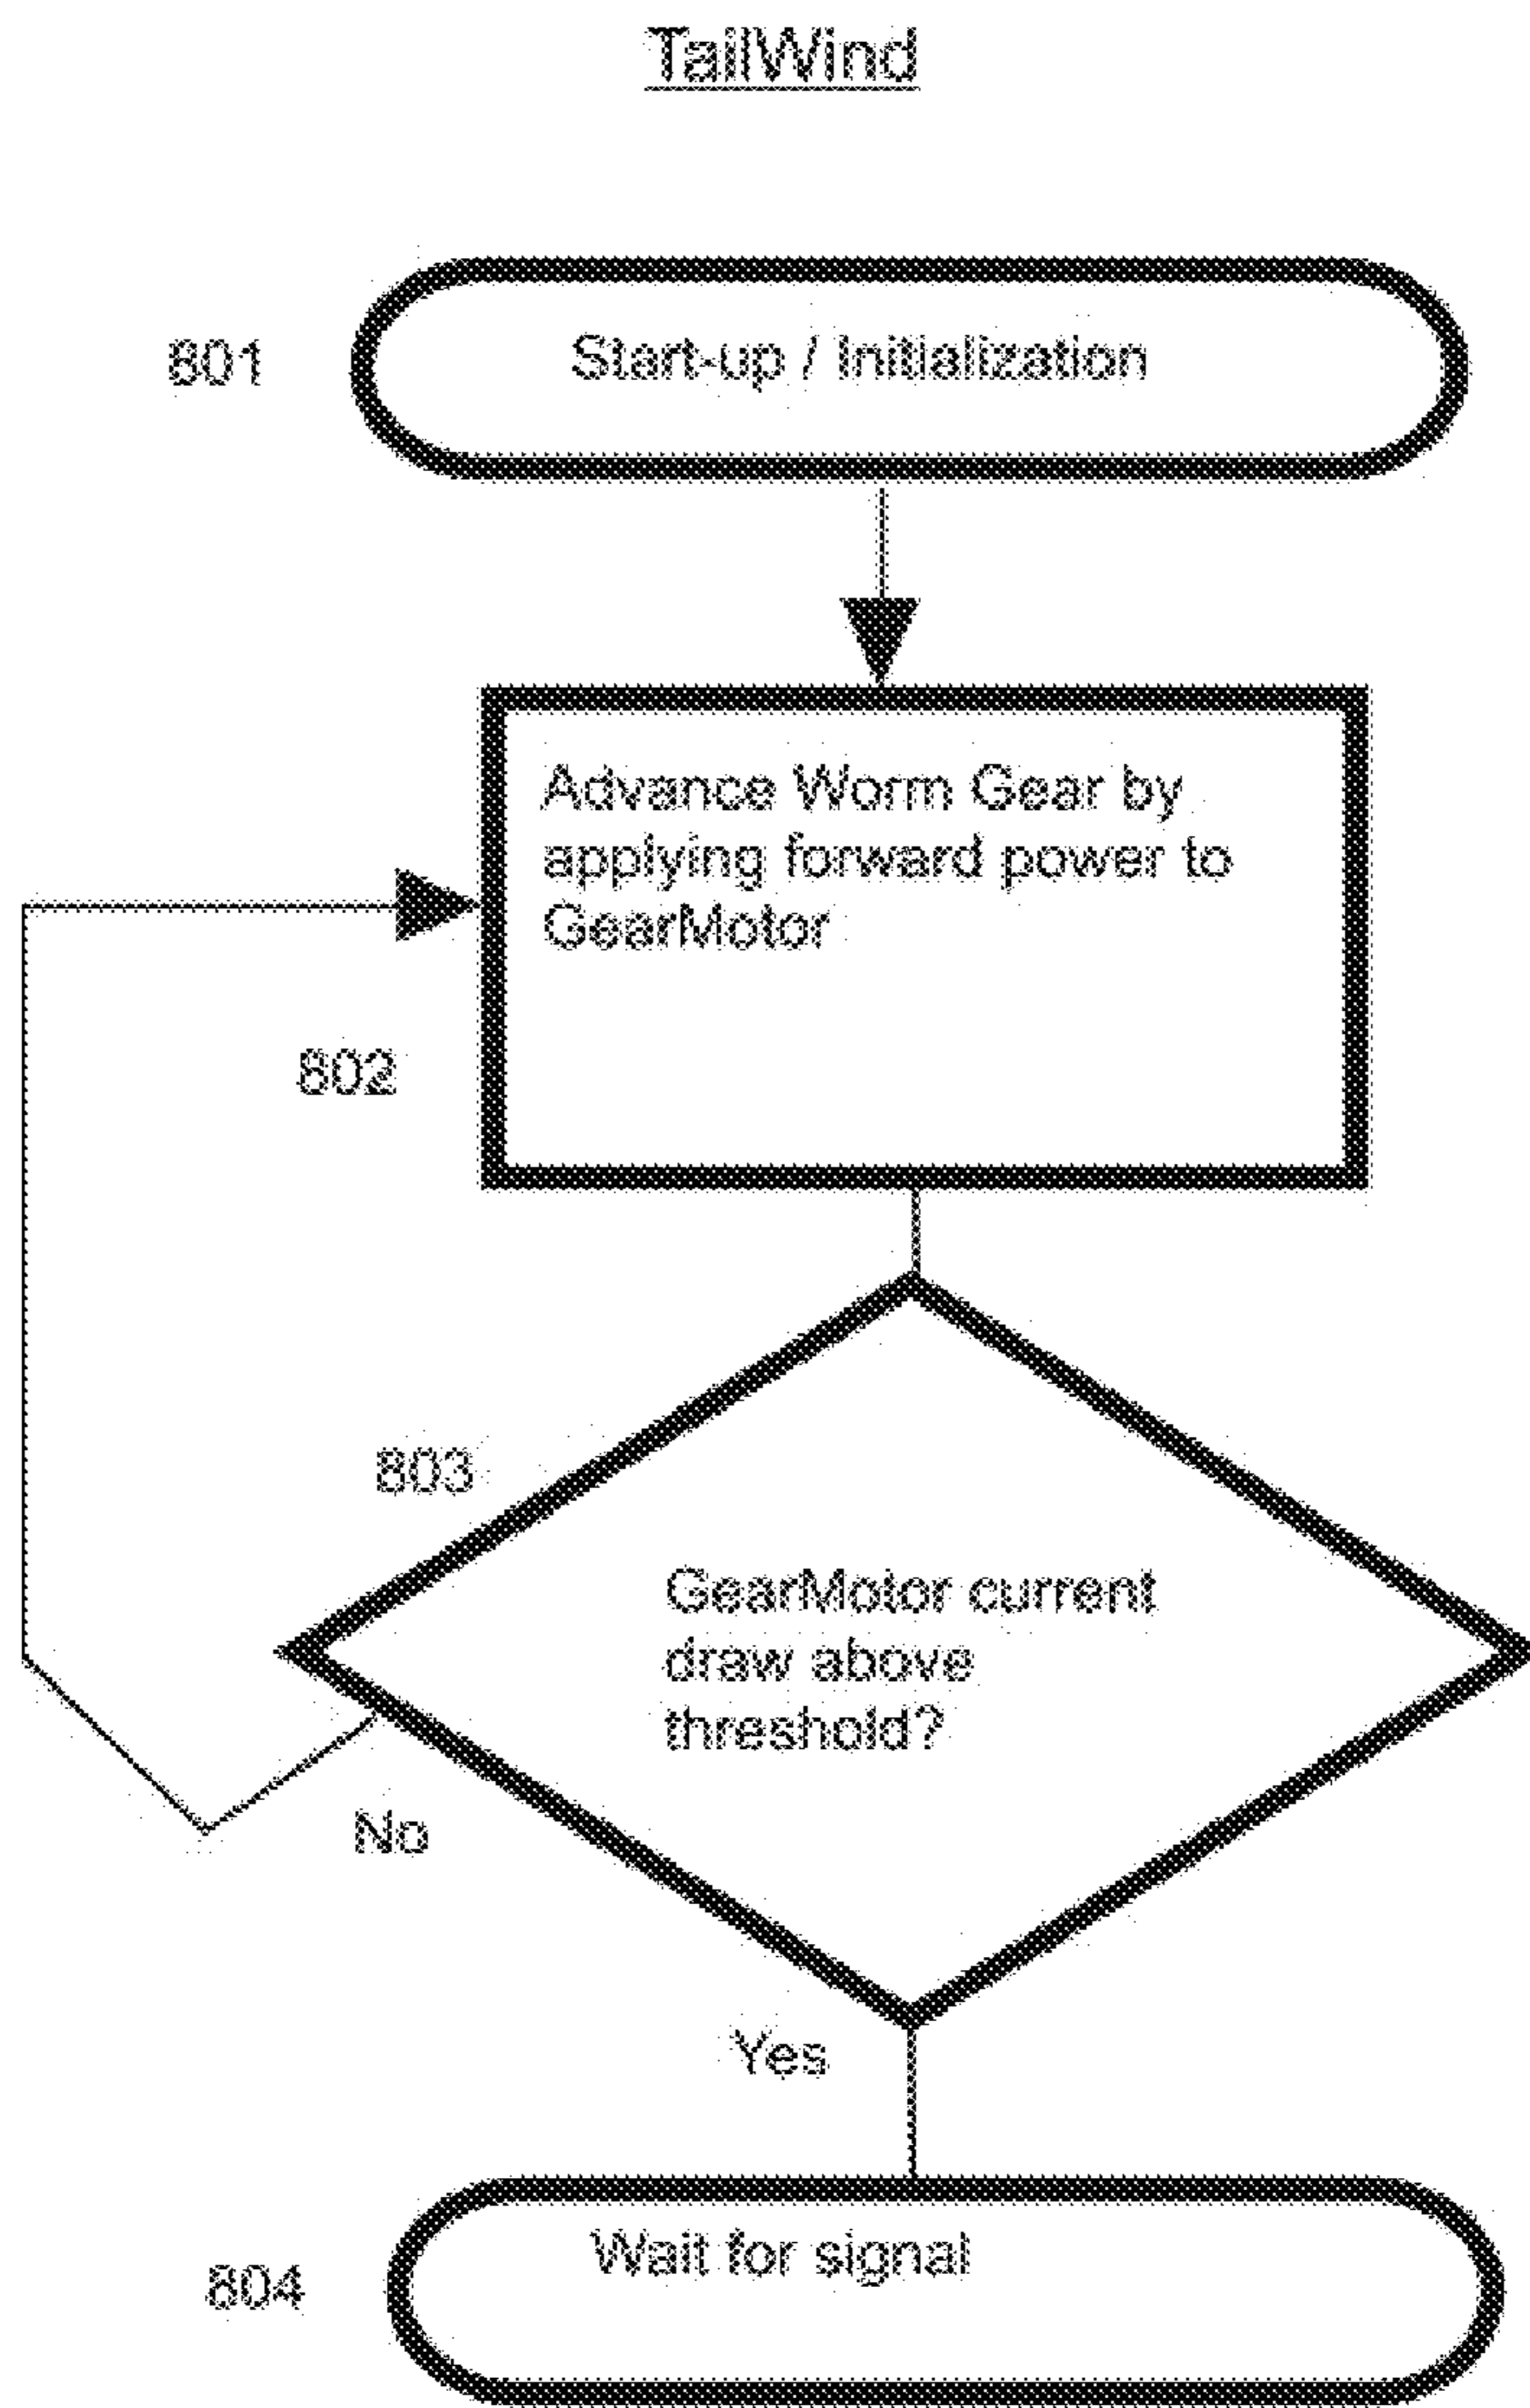 TailWind
801
Start-up / Initialization
Advance Worm Gear by
applying forward power to
GearMotor
802
803
GearMotor current
draw above
threshold?
No
Yes
Wait for signal
804